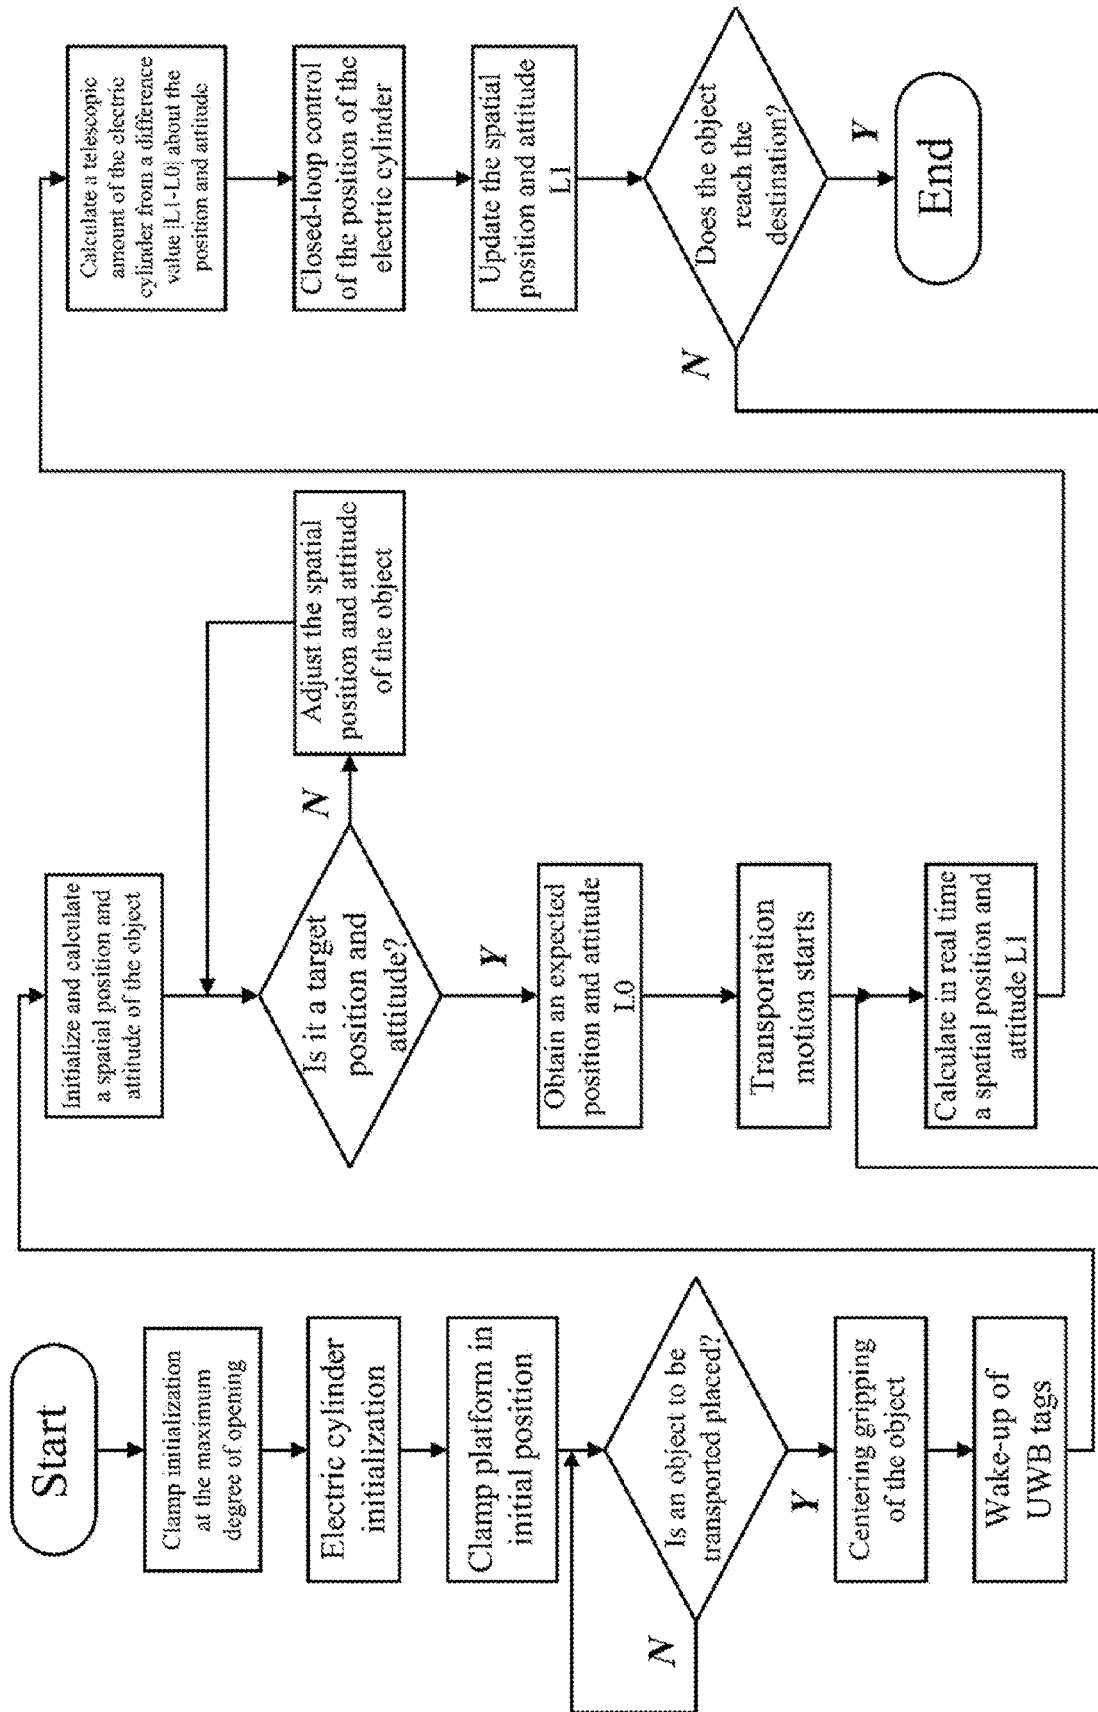 Start
Clamp initialization
at the maximum
degree of opening
Electric cylinder
initialization
Clamp platform in
initial position
Is an object to be
transported placed?
N
Y
Centering gripping
of the object
Wake-up of
UWB tags
Initialize and calculate
a spatial position and
attitude of the object
Is it a target
position and
attitude?
N
Adjust the spatial
position and attitude
of the object
Y
Obtain an expected
position and attitude
L0
Transportation
motion starts
Calculate in real time
a spatial position and
attitude L1
Calculate a telescopic
amount of the electric
cylinder from a difference
value |L1-L0| about the
position and attitude
Closed-loop control
of the position of the
electric cylinder
Update the spatial
position and attitude
L1
Does the object
reach the
destination?
N
Y
End